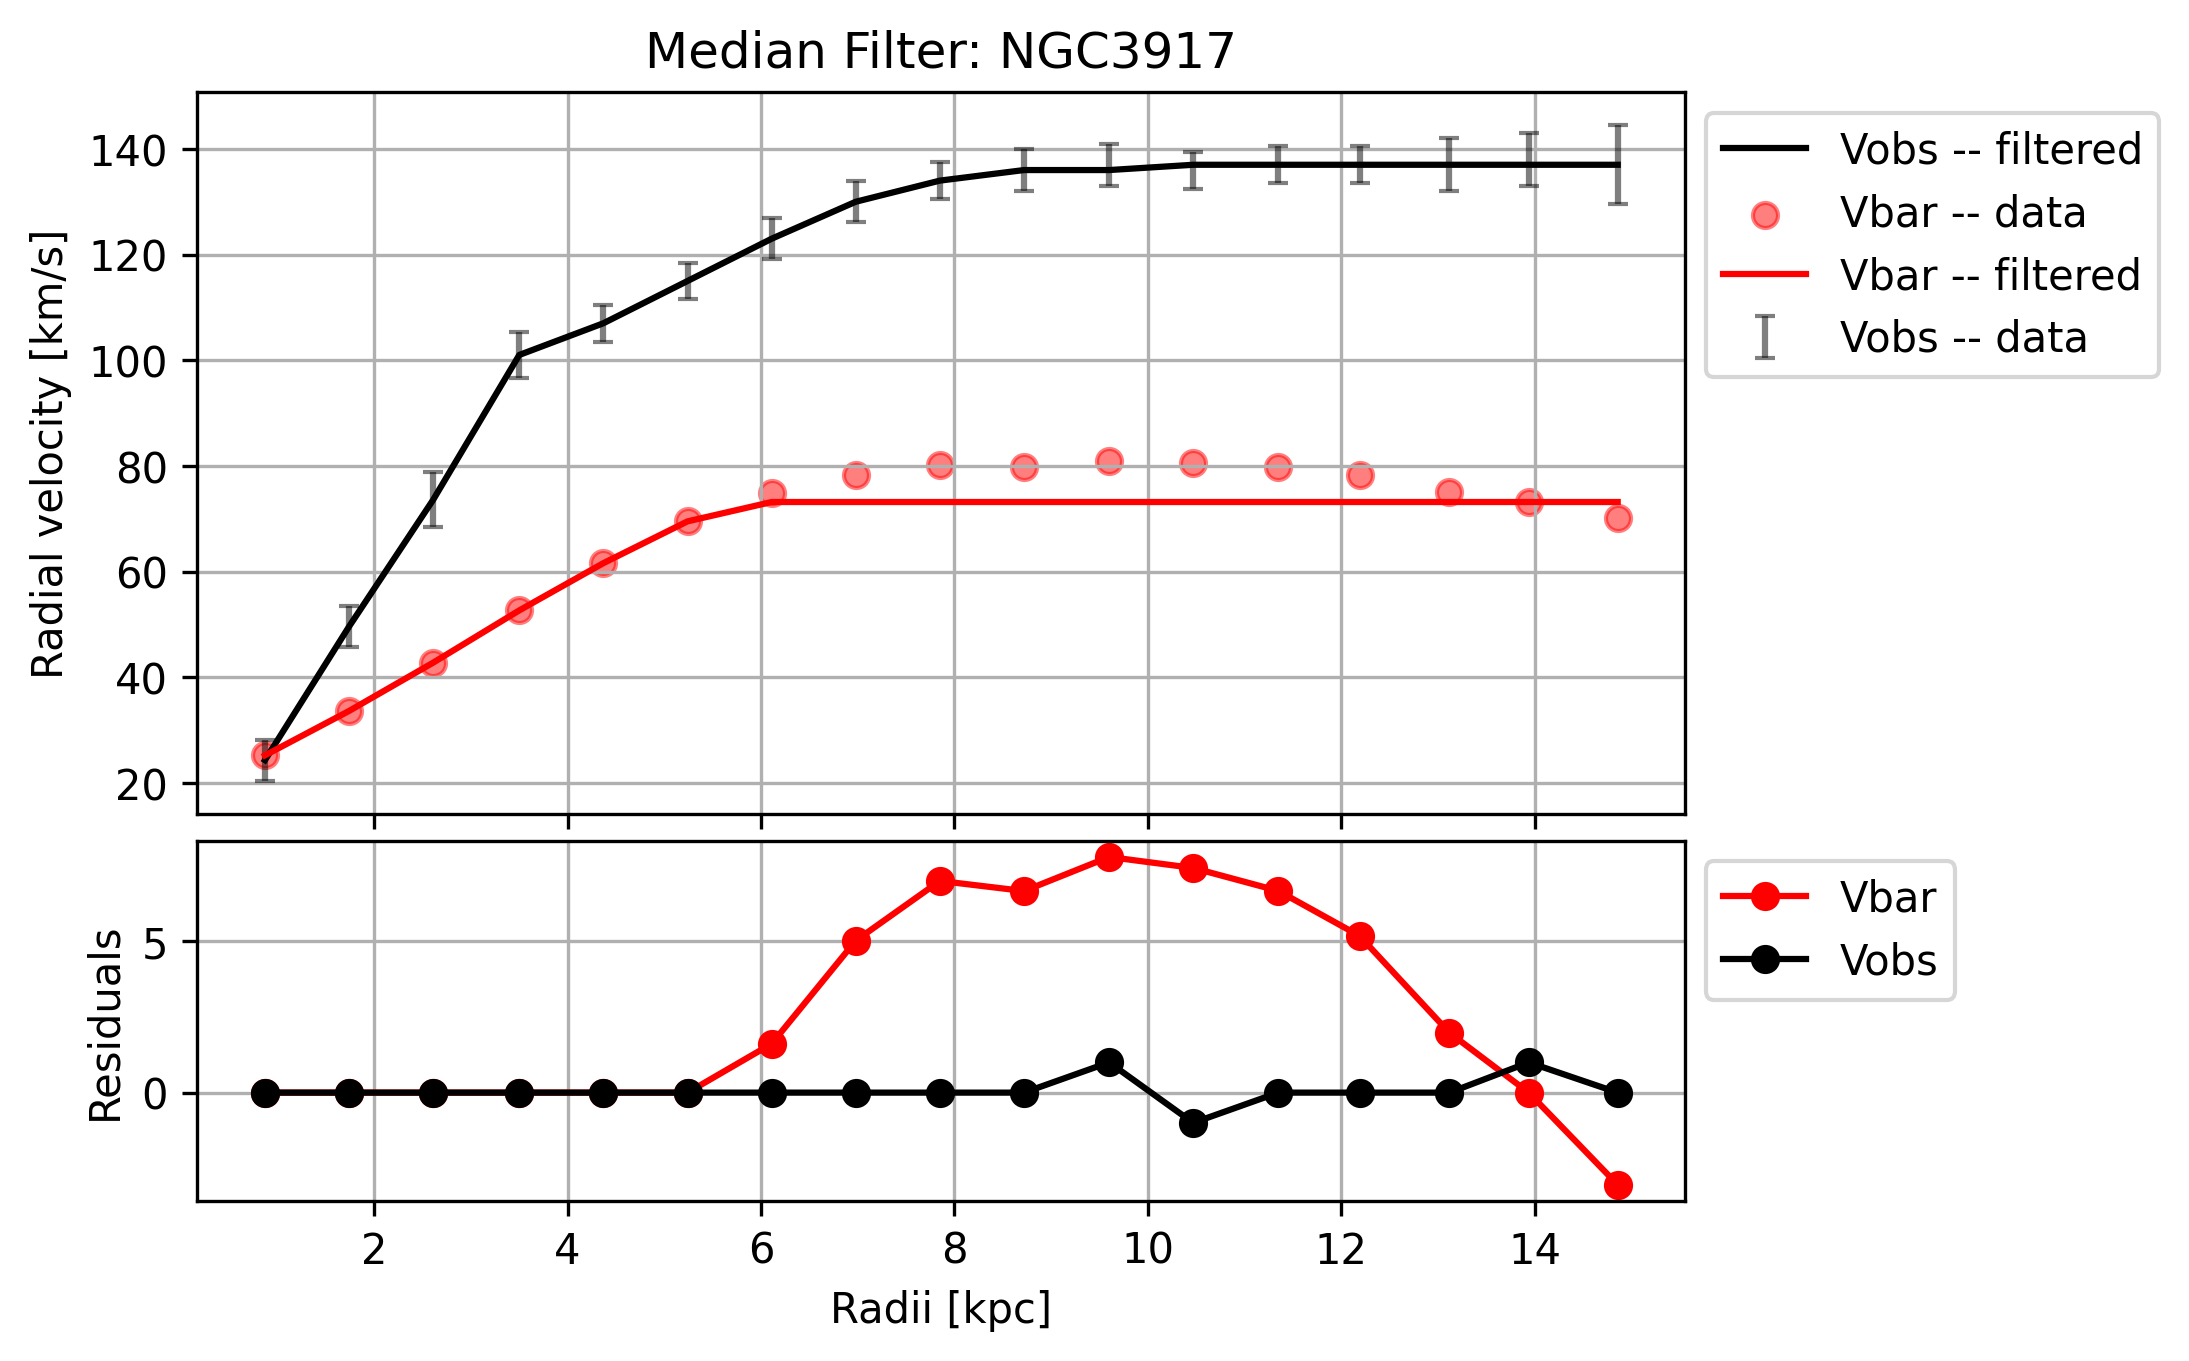 Median Filter: NGC3917
Radial velocity [km/s]
140
120
100
80
60
40
20
Vobs -- filtered
Vbar -- data
Vbar -- filtered
Vobs -- data
Residuals
5
0
Vbar
Vobs
2 4 6 8 10 12 14
Radii [kpc]